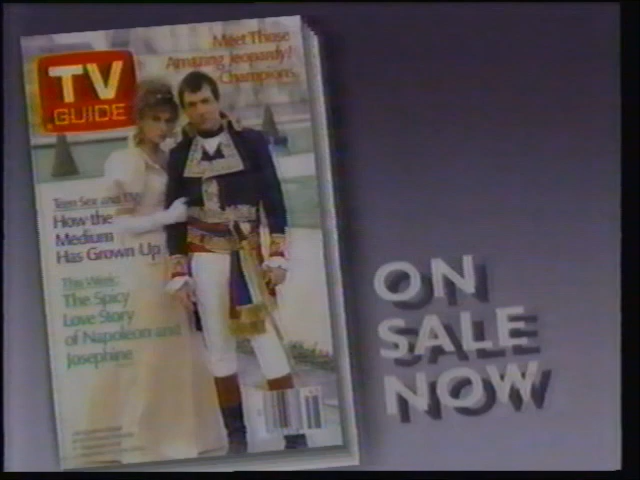 Meet Those
Amazing Jeopardy!
Champions
TV
GUIDE
Teen Sex and TV:
How the
Medium
Has Grown Up
This Week:
The Spicy
Love Story
of Napoleon and
Josephine
ON
SALE
NOW